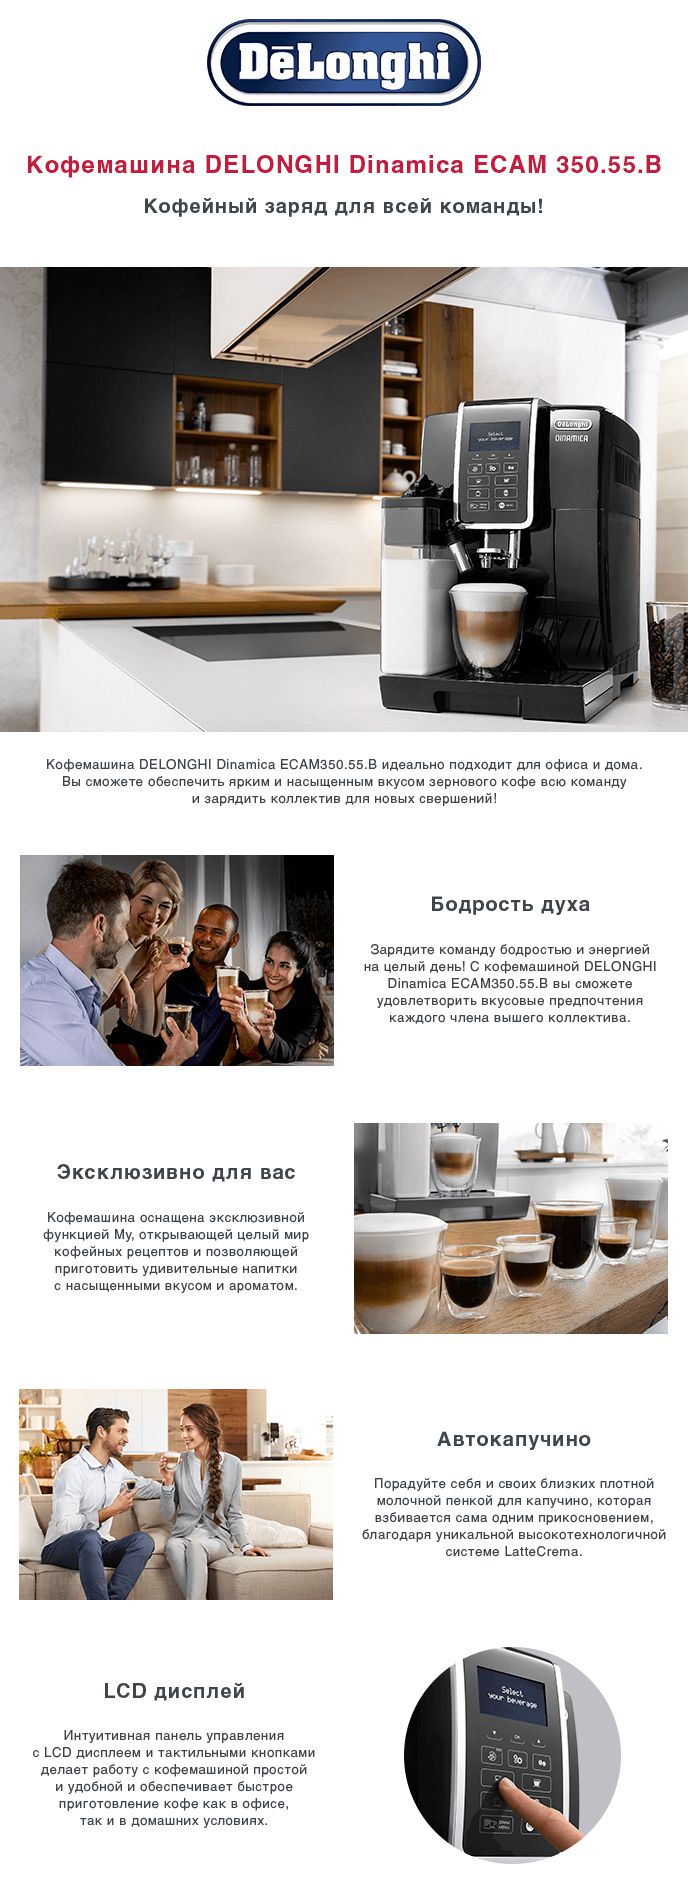 DeLonghi
Кофемашина DELONGHI Dinamica ECAM 350.55.B
Кофейный заряд для всей команды!
DeLonghi
DINAMICA
Select
your beverage
OK
Кофемашина DELONGHI Dinamica ECAM350.55.B идеально подходит для офиса и дома.
Вы сможете обеспечить ярким и насыщенным вкусом зернового кофе всю команду
и зарядить коллектив для новых свершений!
Бодрость духа
Зарядите команду бодростью и энергией
на целый день! С кофемашиной DELONGHI
Dinamica ECAM350.55.B вы сможете
удовлетворить вкусовые предпочтения
каждого члена вышего коллектива.
Эксклюзивно для вас
Кофемашина оснащена эксклюзивной
функцией My, открывающей целый мир
кофейных рецептов и позволяющей
приготовить удивительные напитки
с насыщенными вкусом и ароматом.
Автокапучино
Порадуйте себя и своих близких плотной
молочной пенкой для капучино, которая
взбивается сама одним прикосновением,
благодаря уникальной высокотехнологичной
системе LatteCrema.
LCD дисплей
Интуитивная панель управления
с LCD дисплеем и тактильными кнопками
делает работу с кофемашиной простой
и удобной и обеспечивает быстрое
приготовление кофе как в офисе,
так и в домашних условиях.
Select
your beverage
OK
DRINK
MENU